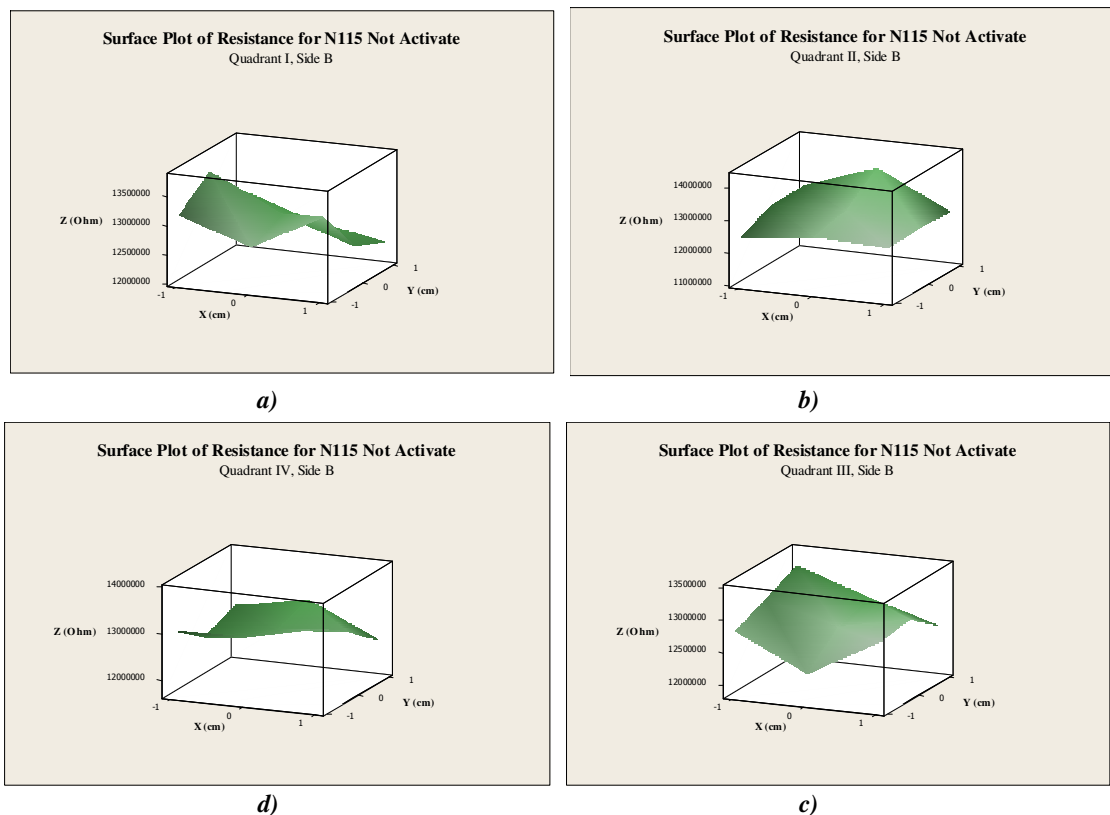 Surface Plot of Resistance for N115 Not Activate
Quadrant I, Side B
13500000
Z (Ohm) 13000000
12500000
12000000
-1
0
1
X (cm)
-1
0
1
Y (cm)
a)
Surface Plot of Resistance for N115 Not Activate
Quadrant II, Side B
14000000
Z (Ohm) 13000000
12000000
11000000
-1
0
1
X (cm)
-1
0
1
Y (cm)
b)
Surface Plot of Resistance for N115 Not Activate
Quadrant IV, Side B
14000000
Z (Ohm) 13000000
12000000
-1
0
1
X (cm)
-1
0
1
Y (cm)
d)
Surface Plot of Resistance for N115 Not Activate
Quadrant III, Side B
13500000
Z (Ohm) 13000000
12500000
12000000
-1
0
1
X (cm)
-1
0
1
Y (cm)
c)